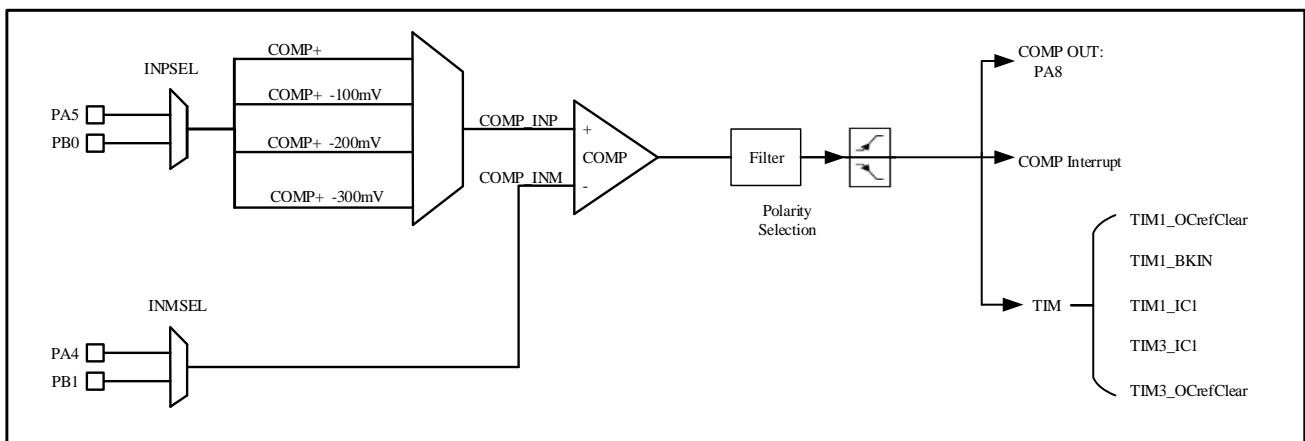 COMP+
INPSEL
COMP+ -100mV
PA5
PB0
COMP+ -200mV
COMP+ -300mV
COMP_INP
+
COMP
COMP_INM
-
Filter
Polarity
Selection
COMP OUT:
PA8
COMP Interrupt
TIM
TIM1_OCrefClear
TIM1_BKIN
TIM1_IC1
TIM3_IC1
TIM3_OCrefClear
INMSEL
PA4
PB1